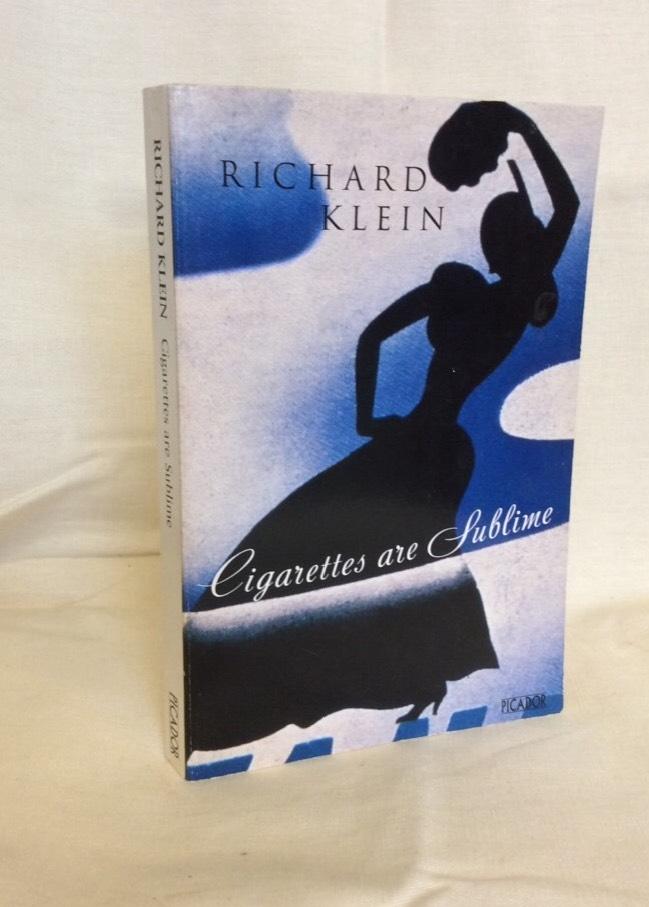 RICHARD
KLEIN
Cigarettes are Sublime
PICADOR
RICHARD KLEIN Cigarettes are Sublime PICADOR